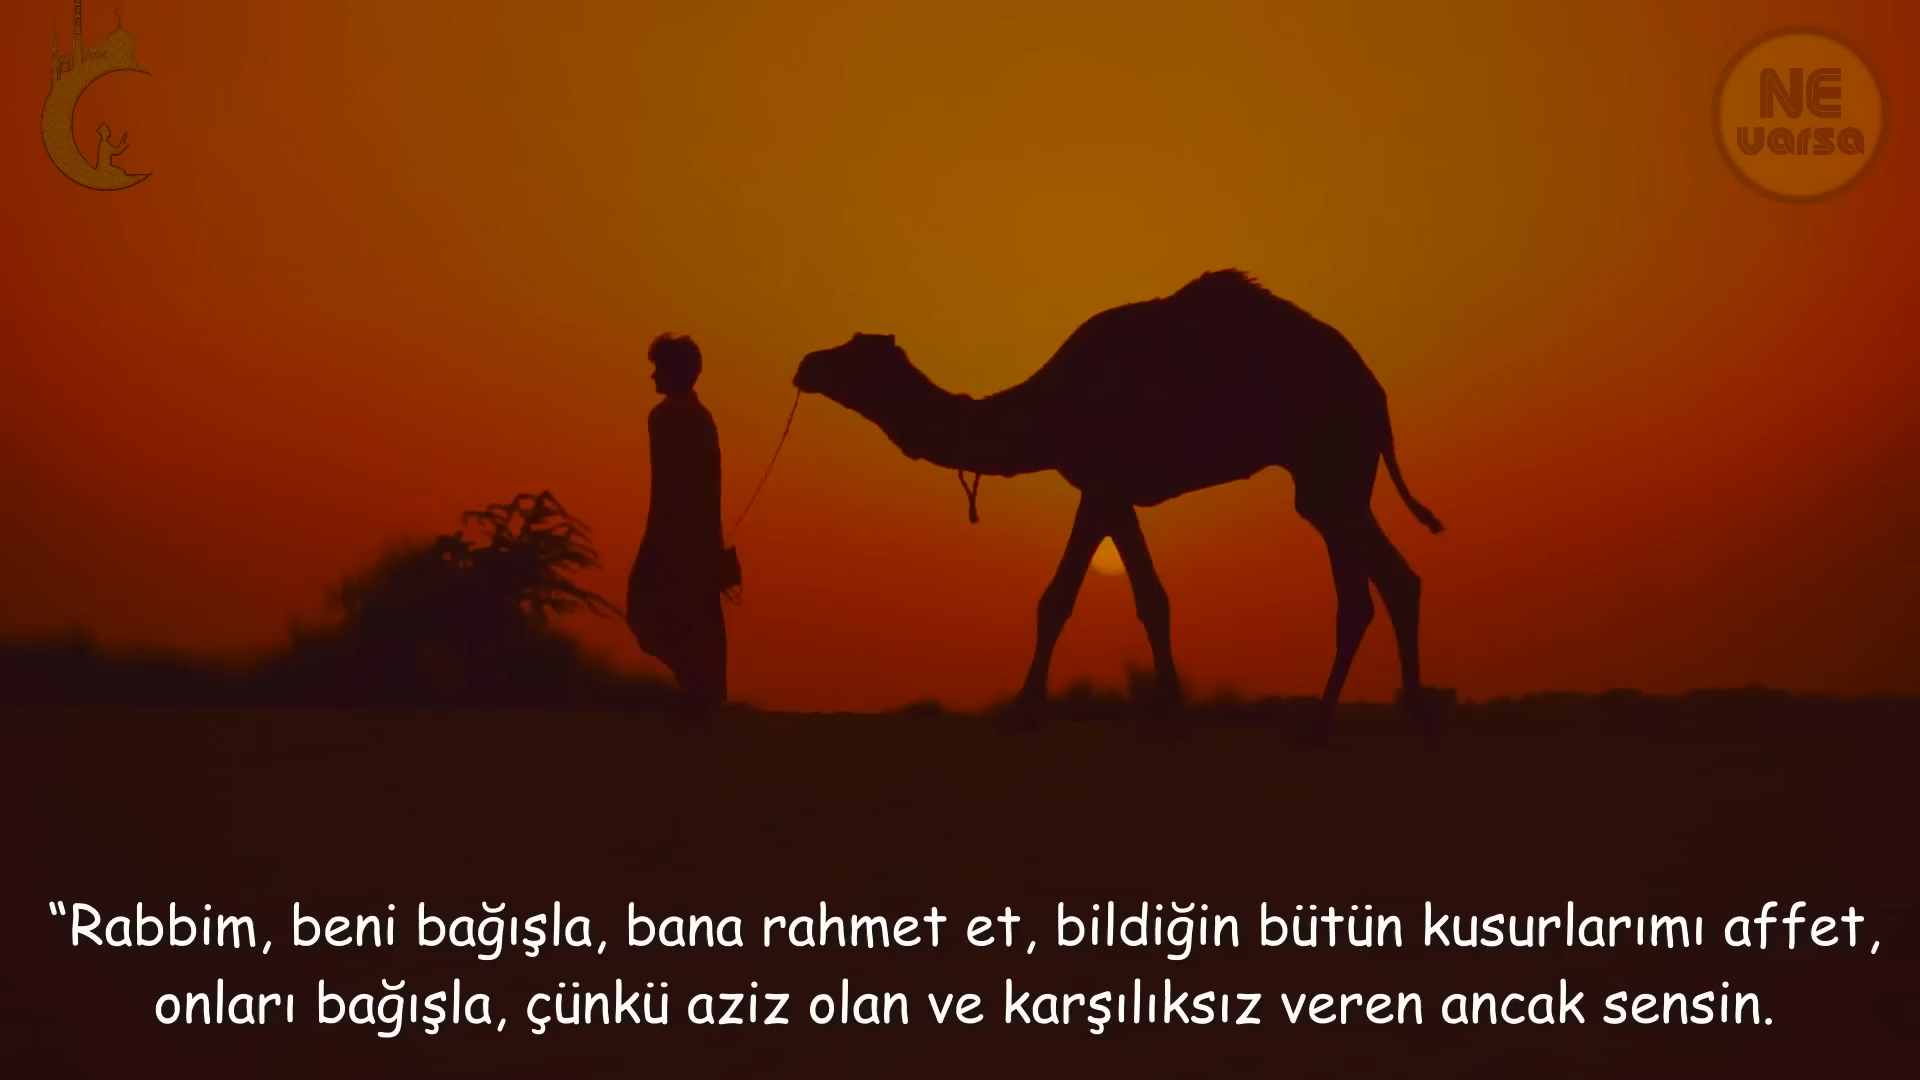 NE
varsa
“Rabbim, beni bağışla, bana rahmet et, bildiğin bütün kusurlarımı affet,
onları bağışla, çünkü aziz olan ve karşılıksız veren ancak sensin.